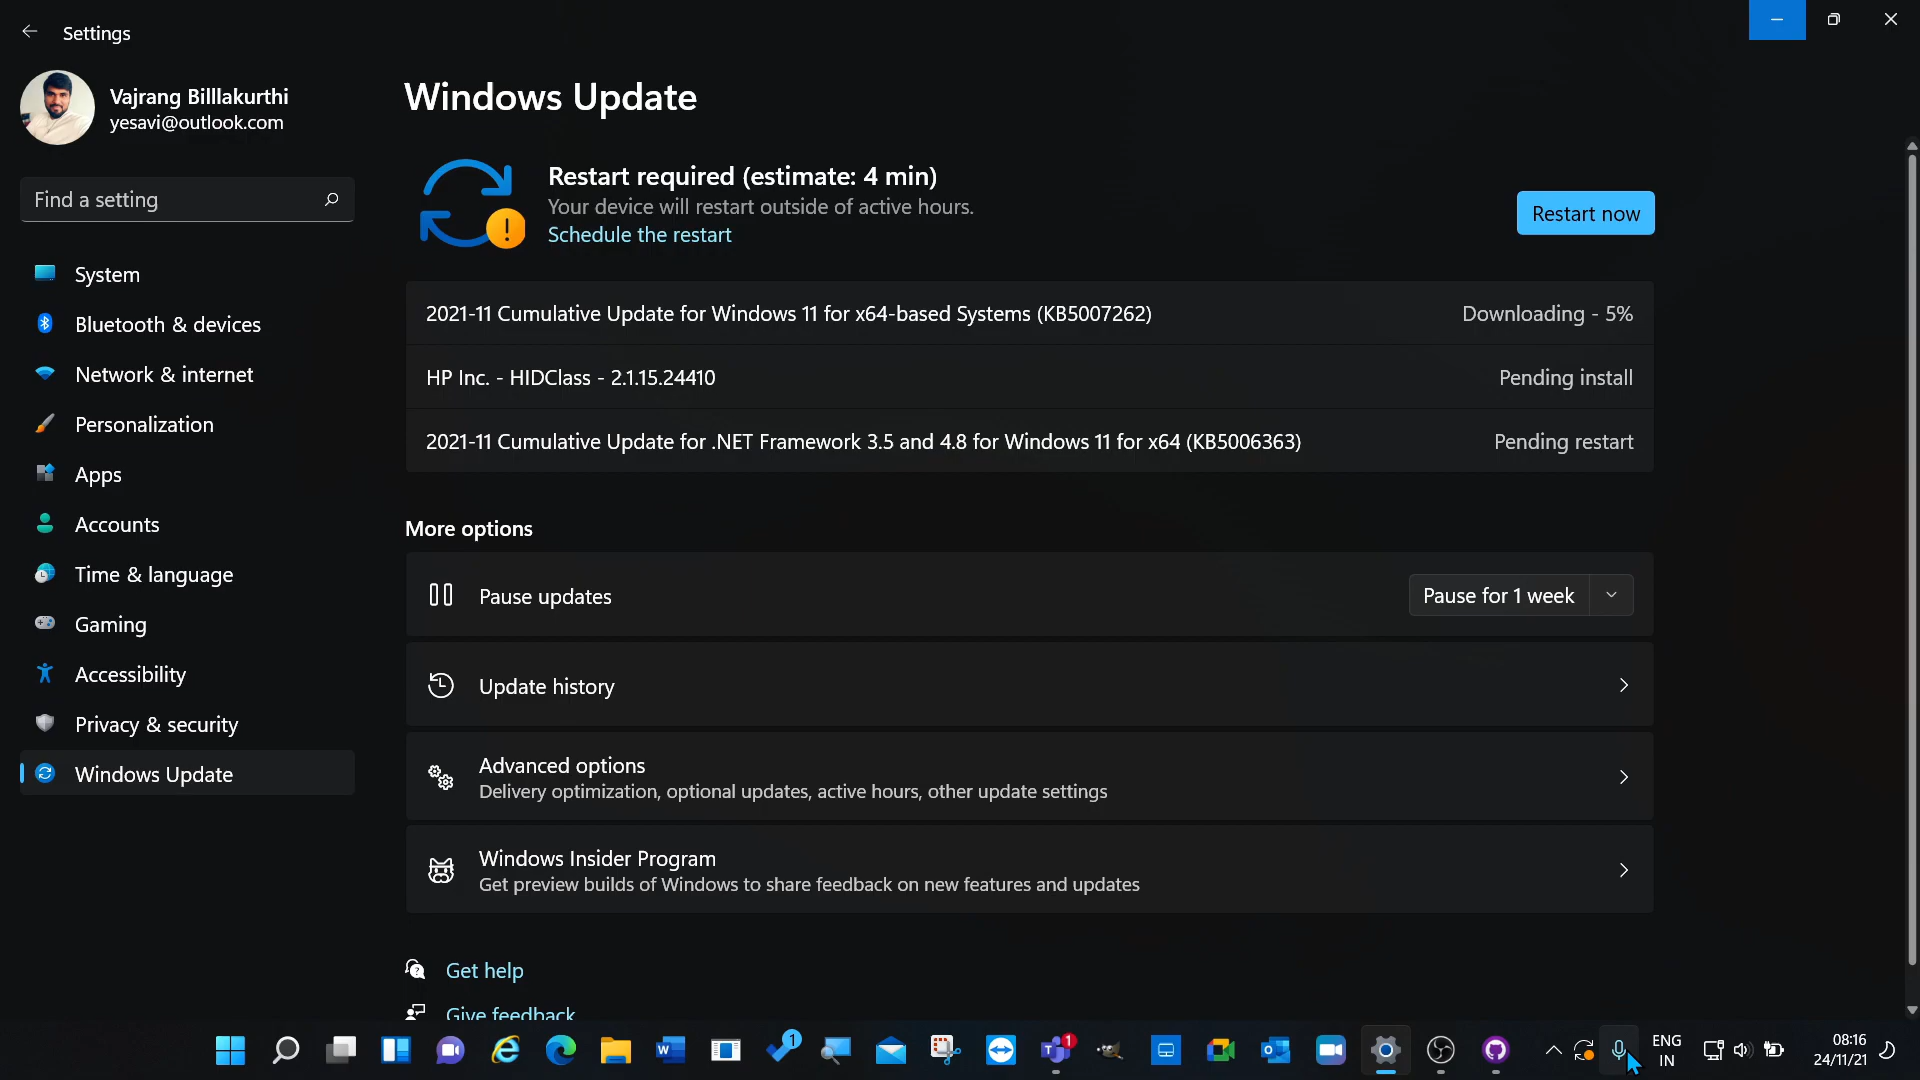 Settings
Vajrang Billlakurthi
yesavi@outlook.com
Find a setting
System
Bluetooth & devices
Network & internet
Personalization
Apps
Accounts
Time & language
Gaming
Accessibility
Privacy & security
Windows Update
Windows Update
Restart required (estimate: 4 min)
Your device will restart outside of active hours.
Schedule the restart
Restart now
2021-11 Cumulative Update for Windows 11 for x64-based Systems (KB5007262) Downloading - 5%
HP Inc. - HIDClass - 2.1.15.24410 Pending install
2021-11 Cumulative Update for .NET Framework 3.5 and 4.8 for Windows 11 for x64 (KB5006363) Pending restart
More options
Pause updates Pause for 1 week
Update history
Advanced options
Delivery optimization, optional updates, active hours, other update settings
Windows Insider Program
Get preview builds of Windows to share feedback on new features and updates
Get help
Give feedback
1
1
ENG
IN
08:16
24/11/21